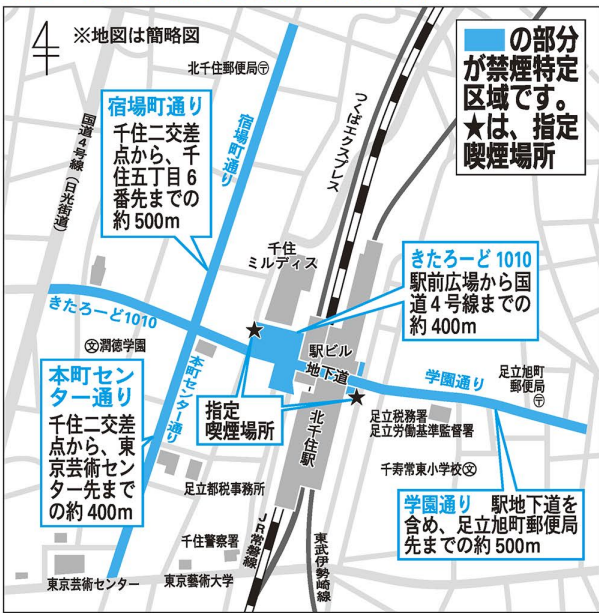 ※地図は簡略図
の部分
が禁煙特定
区域です。
★は、指定
喫煙場所
北千住郵便局〒
国道4号線（日光街道）
宿場町通り
千住二交差
点から、千
住五丁目6
番先までの
約500m
宿場町通り
つくばエクスプレス
千住
ミルディス
きたろーど1010
駅前広場から国
道4号線までの
約400m
きたろーど1010
★
文潤徳学園
駅ビル
地下道
学園通り
足立旭町
郵便局
〒
本町センター通り
本町セン
ター通り
千住二交差
点から、東
京芸術セン
ター先まで
の約400m
指定
喫煙場所
★
北千住駅
足立税務署
足立労働基準監督署
千寿常東小学校文
足立都税事務所
学園通り 駅地下道を
含め、足立旭町郵便局
先までの約500m
千住警察署
JR常磐線
東武伊勢崎線
東京芸術センター
東京藝術大学